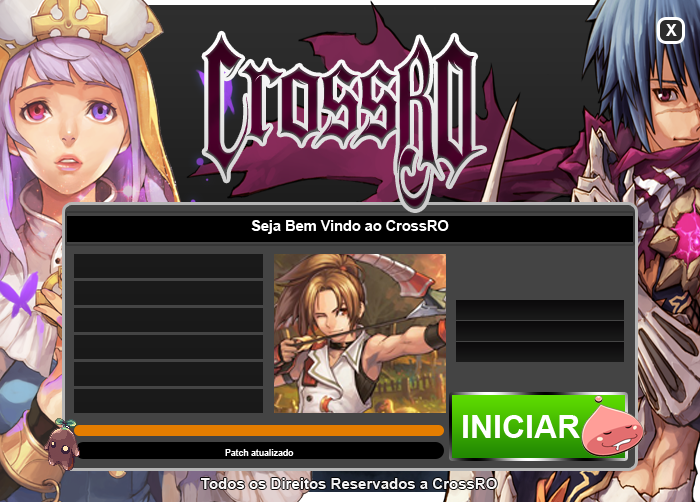 X
CrossRO
Seja Bem Vindo ao CrossRO
INICIAR
Patch atualizado
Todos os Direitos Reservados a CrossRO